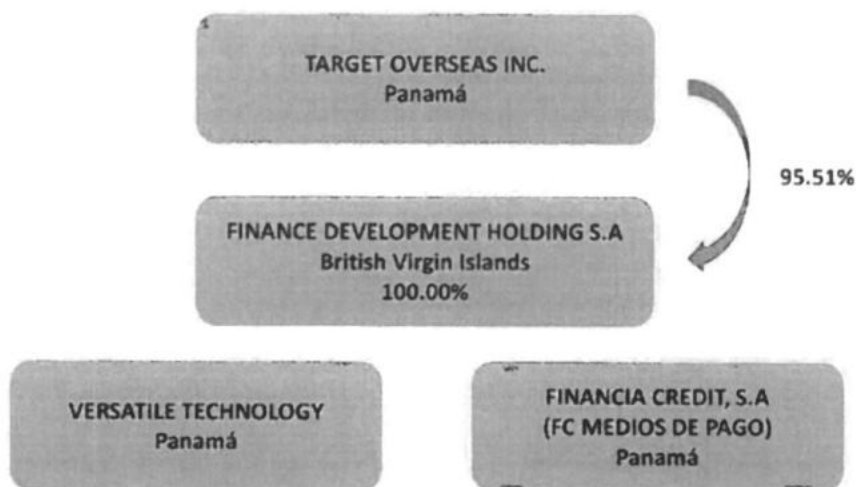 TARGET OVERSEAS INC.
Panamá
95.51%
FINANCE DEVELOPMENT HOLDING S.A
British Virgin Islands
100.00%
VERSATILE TECHNOLOGY
Panamá
FINANCIA CREDIT, S.A
(FC MEDIOS DE PAGO)
Panamá